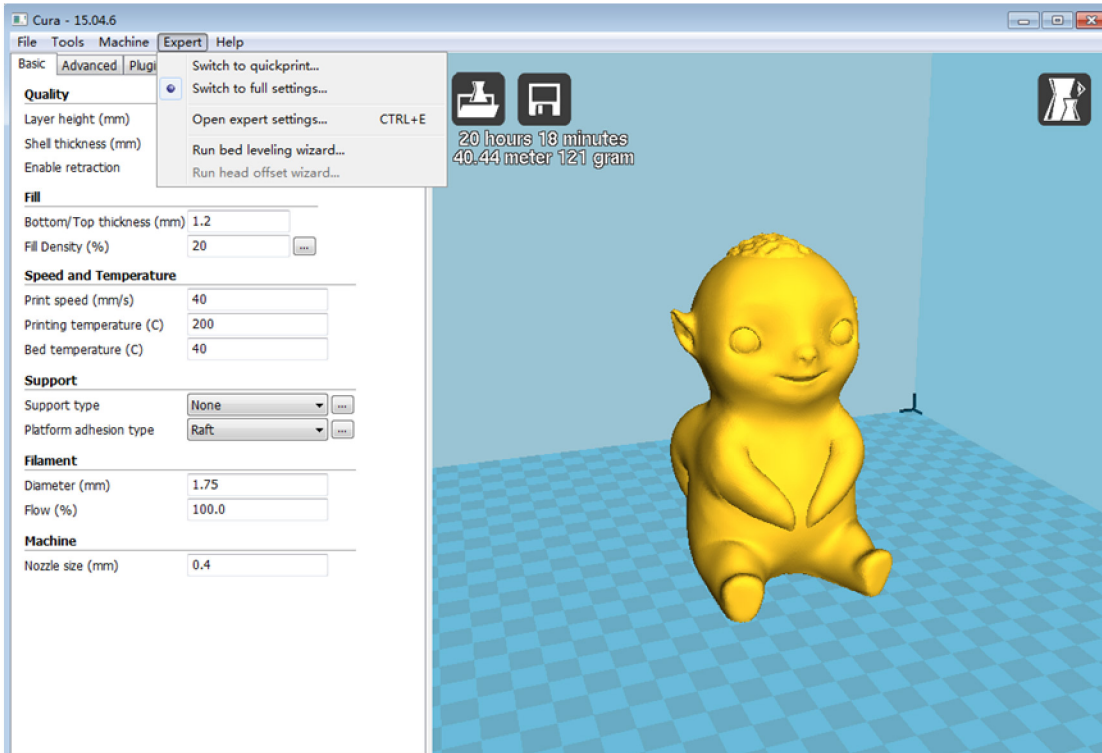 Cura - 15.04.6
File Tools Machine Expert Help
Basic Advanced Plugi
Switch to quickprint...
Switch to full settings...
Open expert settings... CTRL+E
Run bed leveling wizard...
Run head offset wizard...
Quality
Layer height (mm)
Shell thickness (mm)
Enable retraction
Fill
Bottom/Top thickness (mm) 1.2
Fill Density (%) 20 ...
Speed and Temperature
Print speed (mm/s) 40
Printing temperature (C) 200
Bed temperature (C) 40
Support
Support type None ...
Platform adhesion type Raft ...
Filament
Diameter (mm) 1.75
Flow (%) 100.0
Machine
Nozzle size (mm) 0.4
20 hours 18 minutes
40.44 meter 121 gram